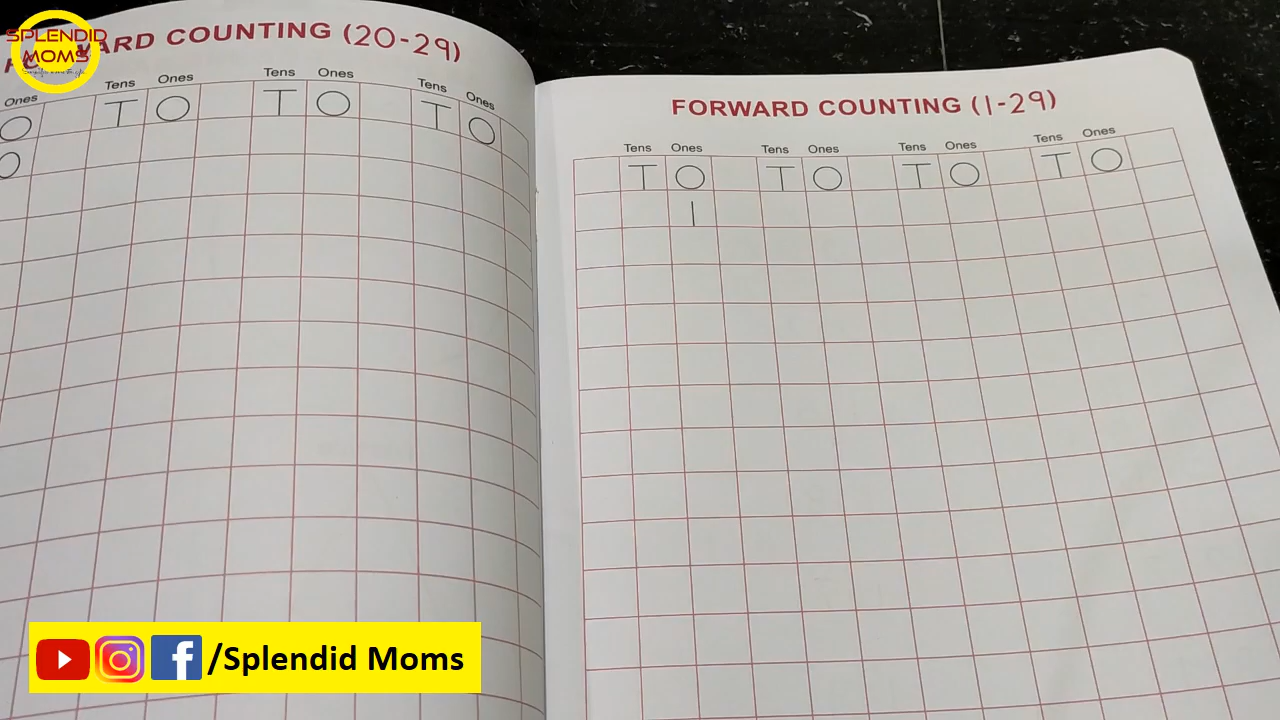 SPLENDID
MOMS
WARD COUNTING (20-29)
Ones Tens Ones Tens Ones Tens Ones
O T O T O T O
O
FORWARD COUNTING (1-29)
Tens Ones Tens Ones Tens Ones Tens Ones
T O T O T O T O
1
/Splendid Moms